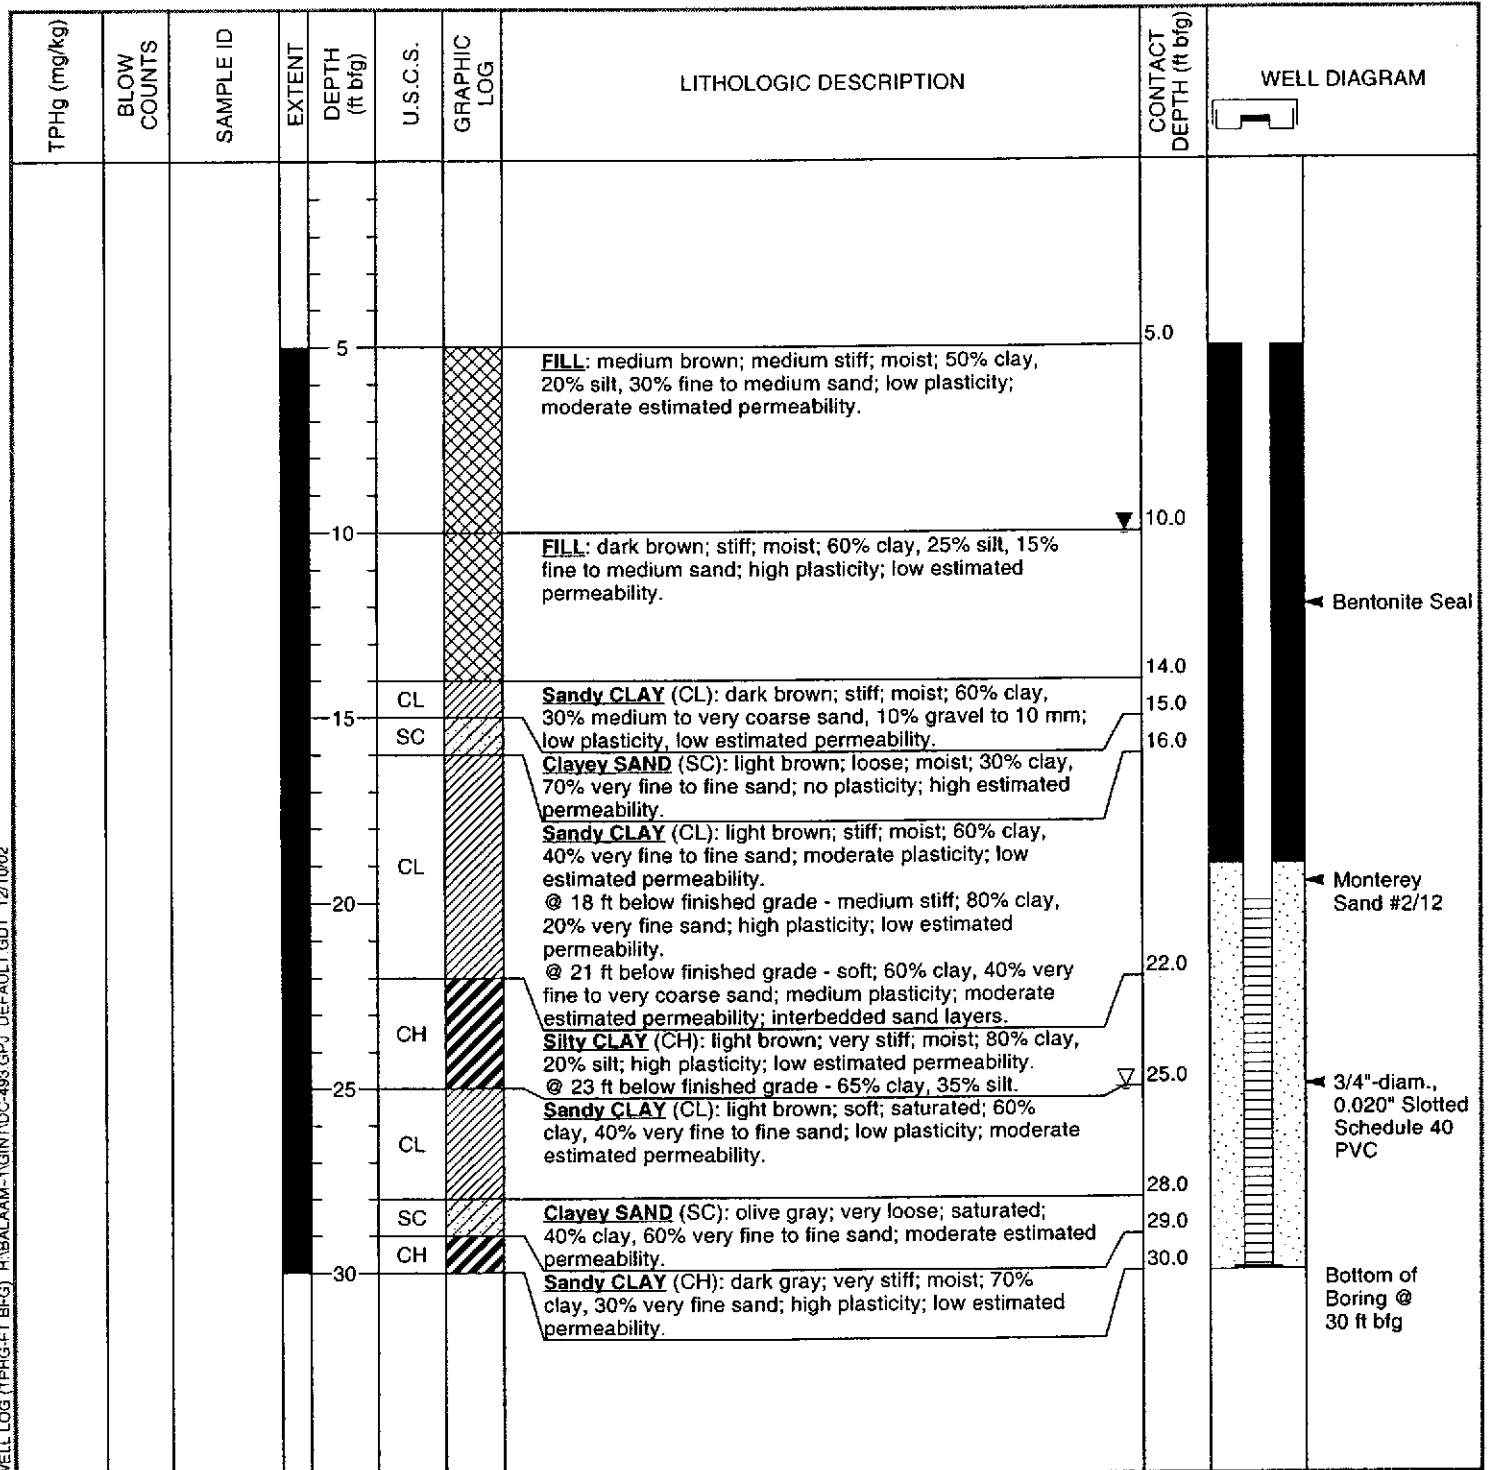 TPHg (mg/kg)
BLOW
COUNTS
SAMPLE ID
EXTENT
DEPTH
(ft bfg)
U.S.C.S.
GRAPHIC
LOG
LITHOLOGIC DESCRIPTION
CONTACT
DEPTH (ft bfg)
WELL DIAGRAM
5
5.0
FILL: medium brown; medium stiff; moist; 50% clay,
20% silt, 30% fine to medium sand; low plasticity;
moderate estimated permeability.
10
10.0
FILL: dark brown; stiff; moist; 60% clay, 25% silt, 15%
fine to medium sand; high plasticity; low estimated
permeability.
Bentonite Seal
14.0
CL
Sandy CLAY (CL): dark brown; stiff; moist; 60% clay,
30% medium to very coarse sand, 10% gravel to 10 mm;
low plasticity, low estimated permeability.
15
15.0
SC
16.0
Clayey SAND (SC): light brown; loose; moist; 30% clay,
70% very fine to fine sand; no plasticity; high estimated
permeability.
CL
Sandy CLAY (CL): light brown; stiff; moist; 60% clay,
40% very fine to fine sand; moderate plasticity; low
estimated permeability.
@ 18 ft below finished grade - medium stiff; 80% clay,
20% very fine sand; high plasticity; low estimated
permeability.
@ 21 ft below finished grade - soft; 60% clay, 40% very
fine to very coarse sand; medium plasticity; moderate
estimated permeability; interbedded sand layers.
Monterey
Sand #2/12
20
22.0
CH
Silty CLAY (CH): light brown; very stiff; moist; 80% clay,
20% silt; high plasticity; low estimated permeability.
@ 23 ft below finished grade - 65% clay, 35% silt.
25
25.0
3/4"-diam.,
0.020" Slotted
Schedule 40
PVC
CL
Sandy CLAY (CL): light brown; soft; saturated; 60%
clay, 40% very fine to fine sand; low plasticity; moderate
estimated permeability.
28.0
SC
Clayey SAND (SC): olive gray; very loose; saturated;
40% clay, 60% very fine to fine sand; moderate estimated
permeability.
29.0
CH
30
30.0
Sandy CLAY (CH): dark gray; very stiff; moist; 70%
clay, 30% very fine sand; high plasticity; low estimated
permeability.
Bottom of
Boring @
30 ft bfg
WELL LOG (TPHG-FT BFG) H:\BALAAM~1\GINT\OC-493.GPJ DEFAULT.GDT 12/10/02